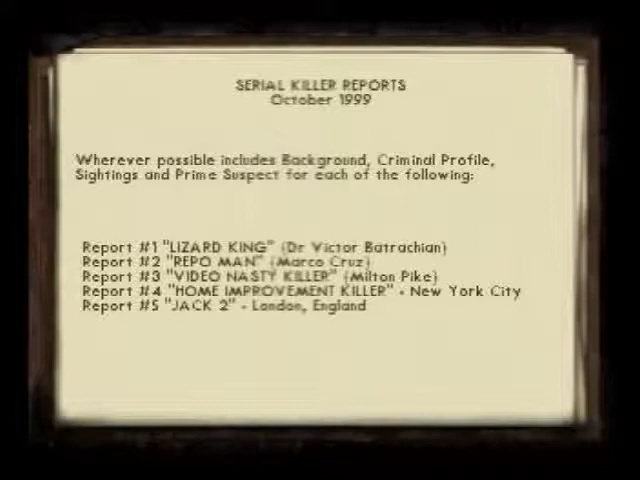 SERIAL KILLER REPORTS
October 1999
Wherever possible includes Background, Criminal Profile,
Sightings and Prime Suspect for each of the following:
Report #1 "LIZARD KING" (Dr Victor Batrachian)
Report #2 "REPO MAN" (Marco Cruz)
Report #3 "VIDEO NASTY KILLER" (Milton Pike)
Report #4 "HOME IMPROVEMENT KILLER" - New York City
Report #5 "JACK 2" - London, England